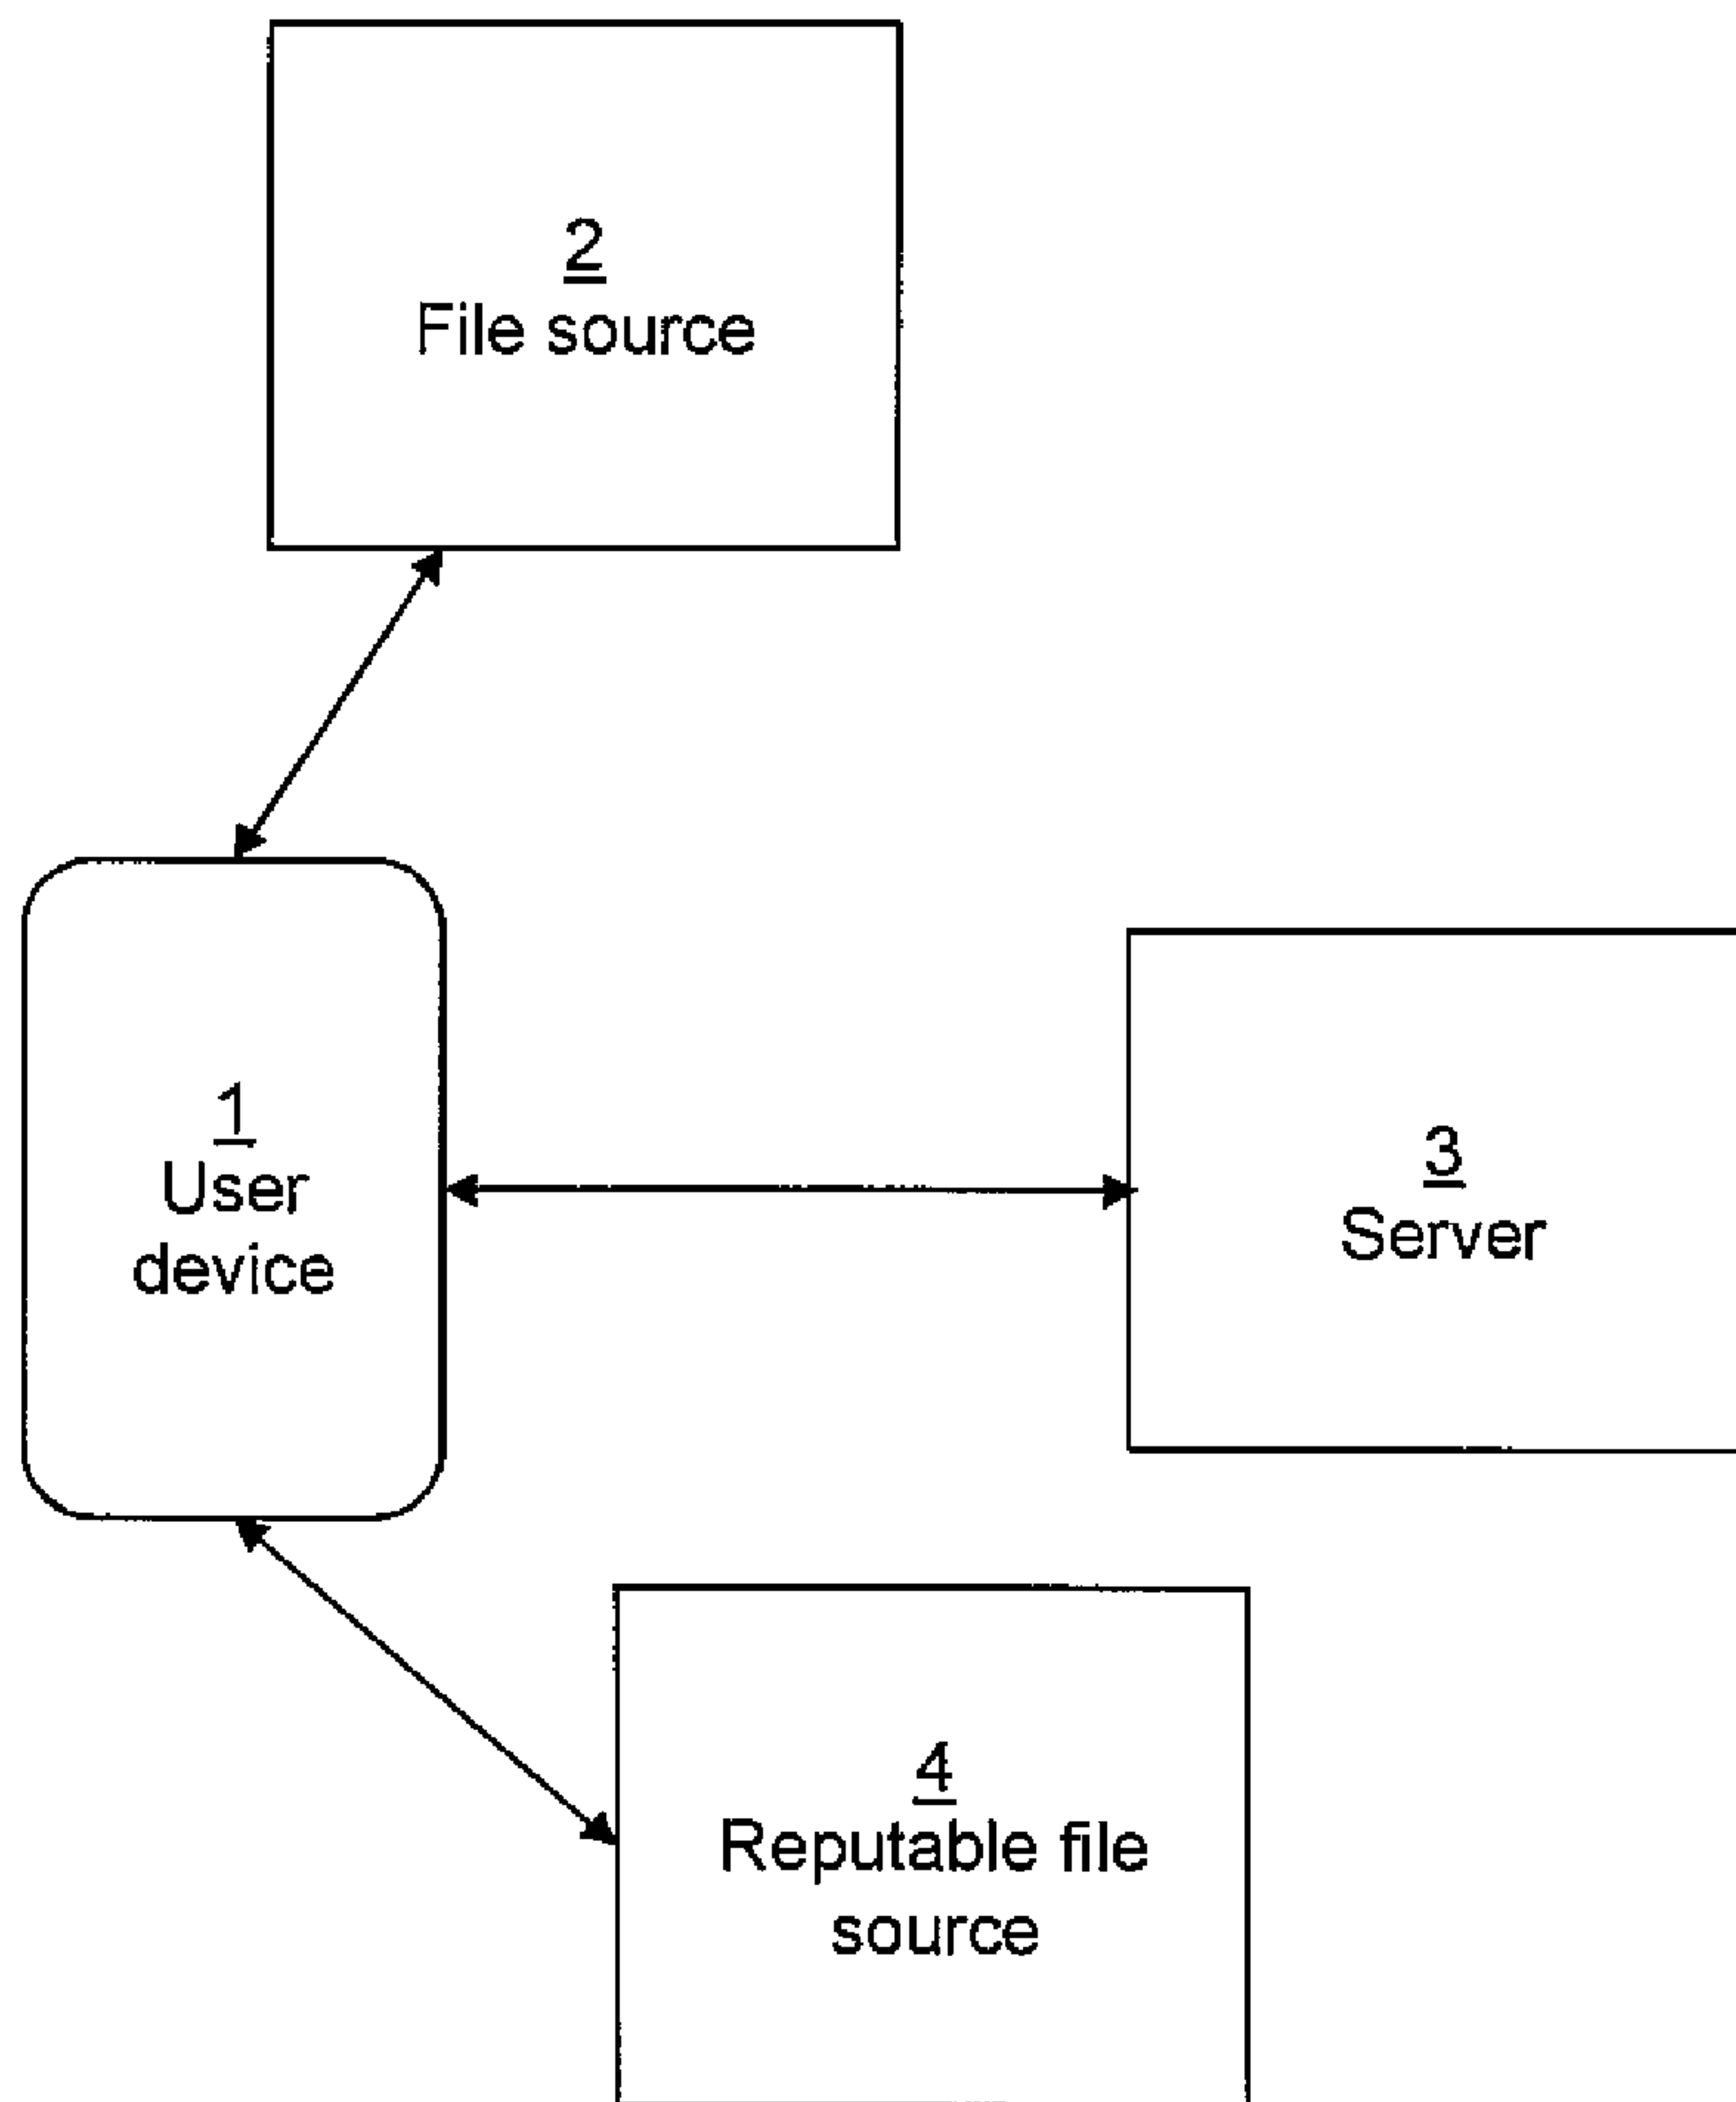 2
File source
1
User
device
3
Server
4
Reputable file
source